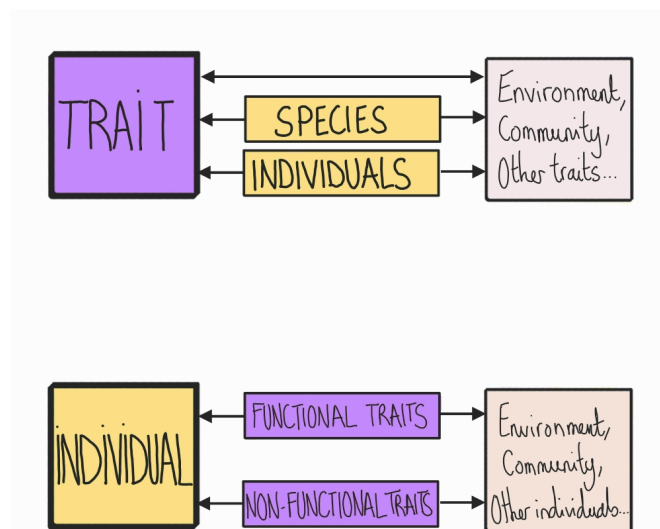 TRAIT
SPECIES
INDIVIDUALS
Environment,
Community,
Other traits...
INDIVIDUAL
FUNCTIONAL TRAITS
NON-FUNCTIONAL TRAITS
Environment,
Community,
Other individuals...